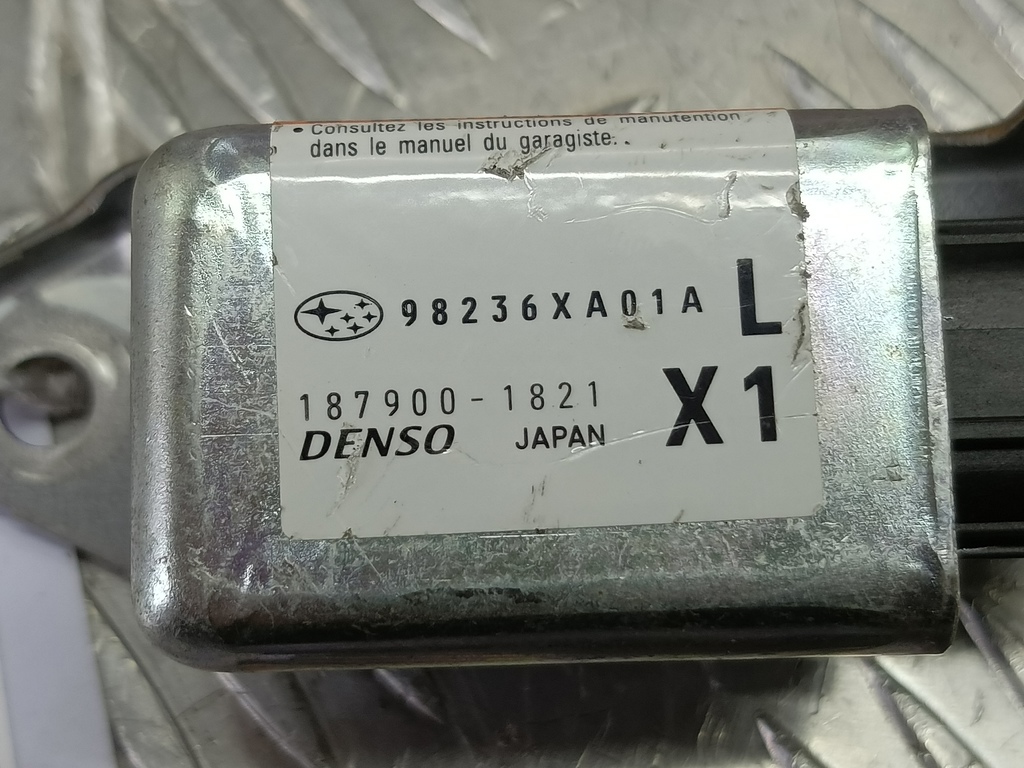 • Consultez les instructions de manutention
dans le manuel du garagiste.
98236XA01A L
187900-1821
DENSO JAPAN X1